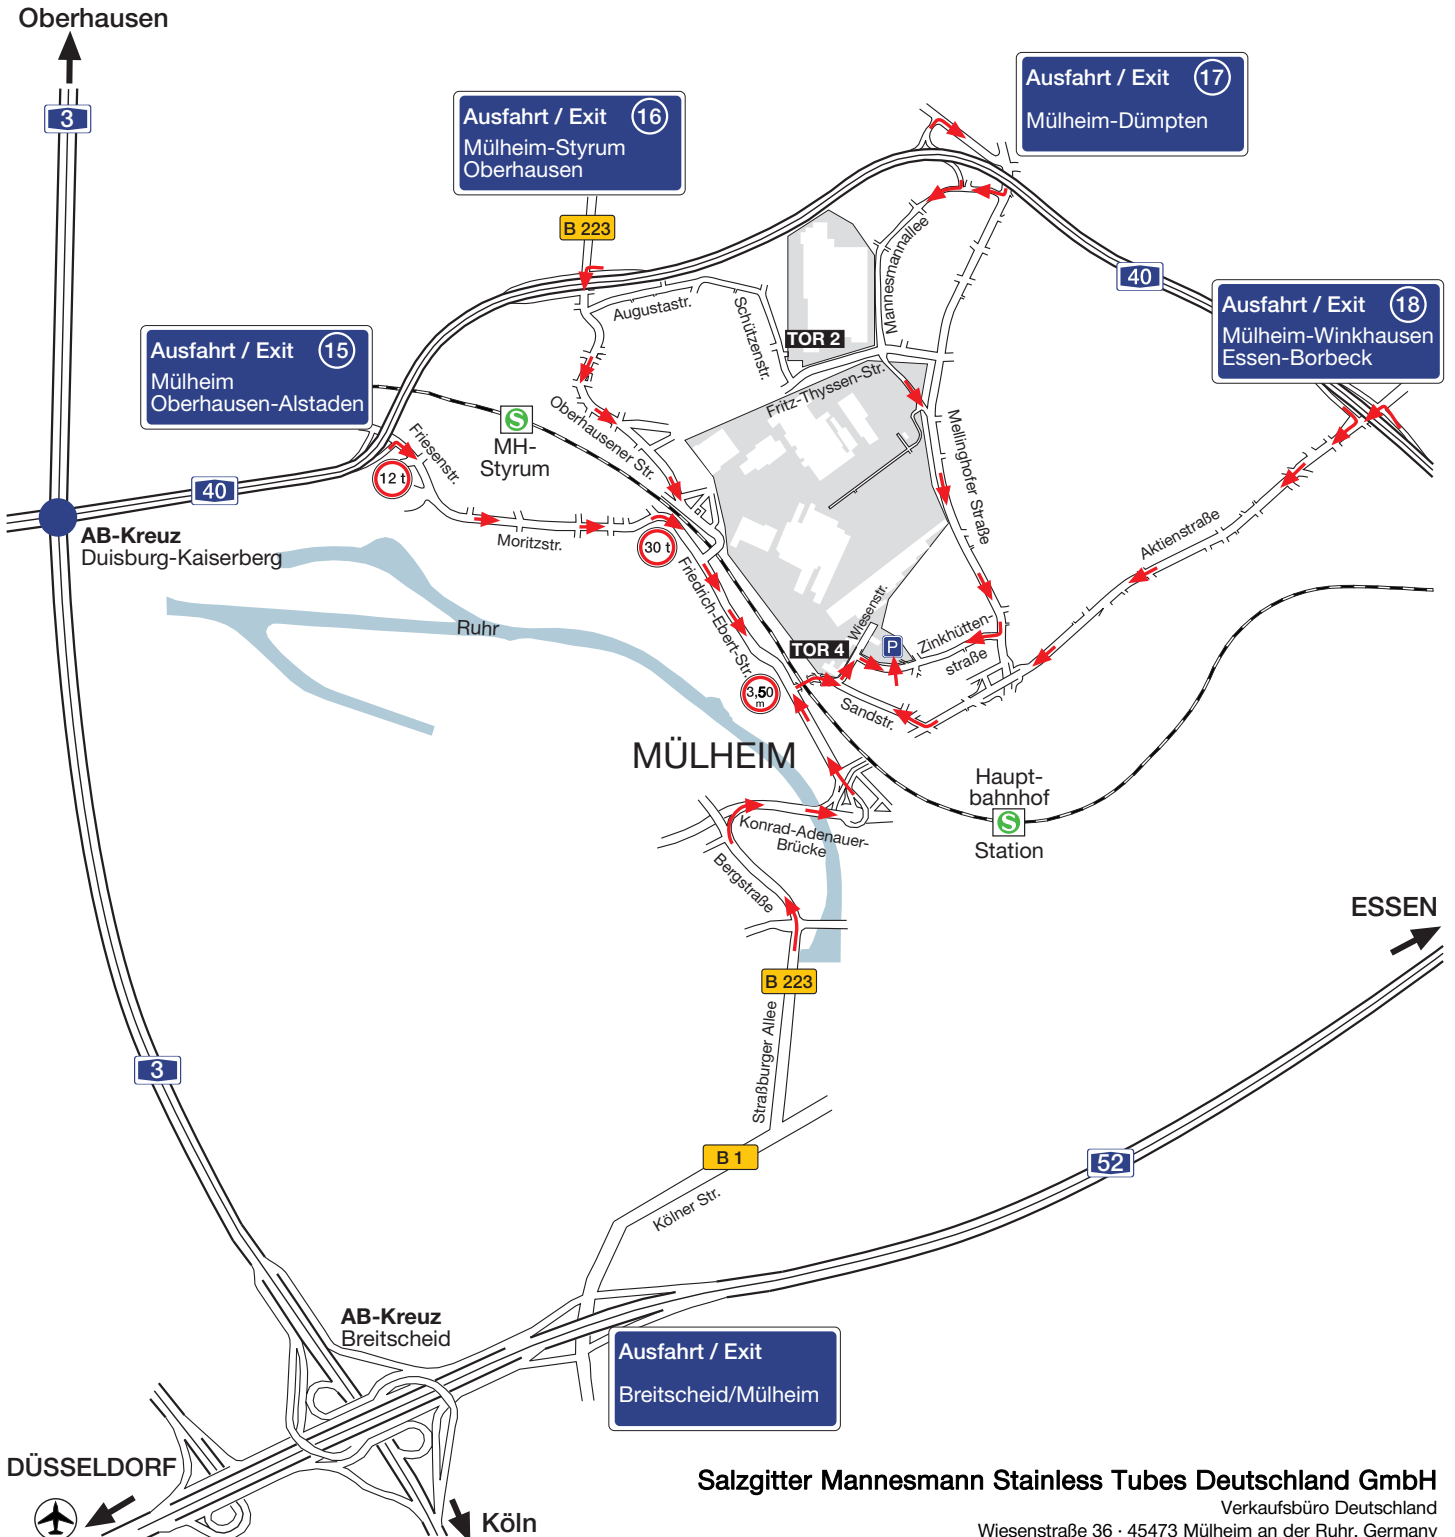 Oberhausen
3
Ausfahrt / Exit 16
Mülheim-Styrum
Oberhausen
B 223
Ausfahrt / Exit 17
Mülheim-Dümpten
40
Ausfahrt / Exit 18
Mülheim-Winkhausen
Essen-Borbeck
Ausfahrt / Exit 15
Mülheim
Oberhausen-Alstaden
Augustastr.
Schützenstr.
Mannesmannallee
TOR 2
Fritz-Thyssen-Str.
S
MH-
Styrum
Oberhausener Str.
Friesenstr.
12 t
40
Mellinghofer Straße
AB-Kreuz
Duisburg-Kaiserberg
Moritzstr.
30 t
Aktienstraße
Friedrich-Ebert-Str.
Wiesenstr.
Ruhr
TOR 4
P
Zinkhütten-
straße
3,50
m
Sandstr.
MÜLHEIM
Haupt-
bahnhof
S
Station
Konrad-Adenauer-
Brücke
Bergstraße
ESSEN
B 223
Straßburger Allee
3
B 1
52
Kölner Str.
AB-Kreuz
Breitscheid
Ausfahrt / Exit
Breitscheid/Mülheim
DÜSSELDORF
Köln
Salzgitter Mannesmann Stainless Tubes Deutschland GmbH
Verkaufsbüro Deutschland
Wiesenstraße 36 · 45473 Mülheim an der Ruhr, Germany